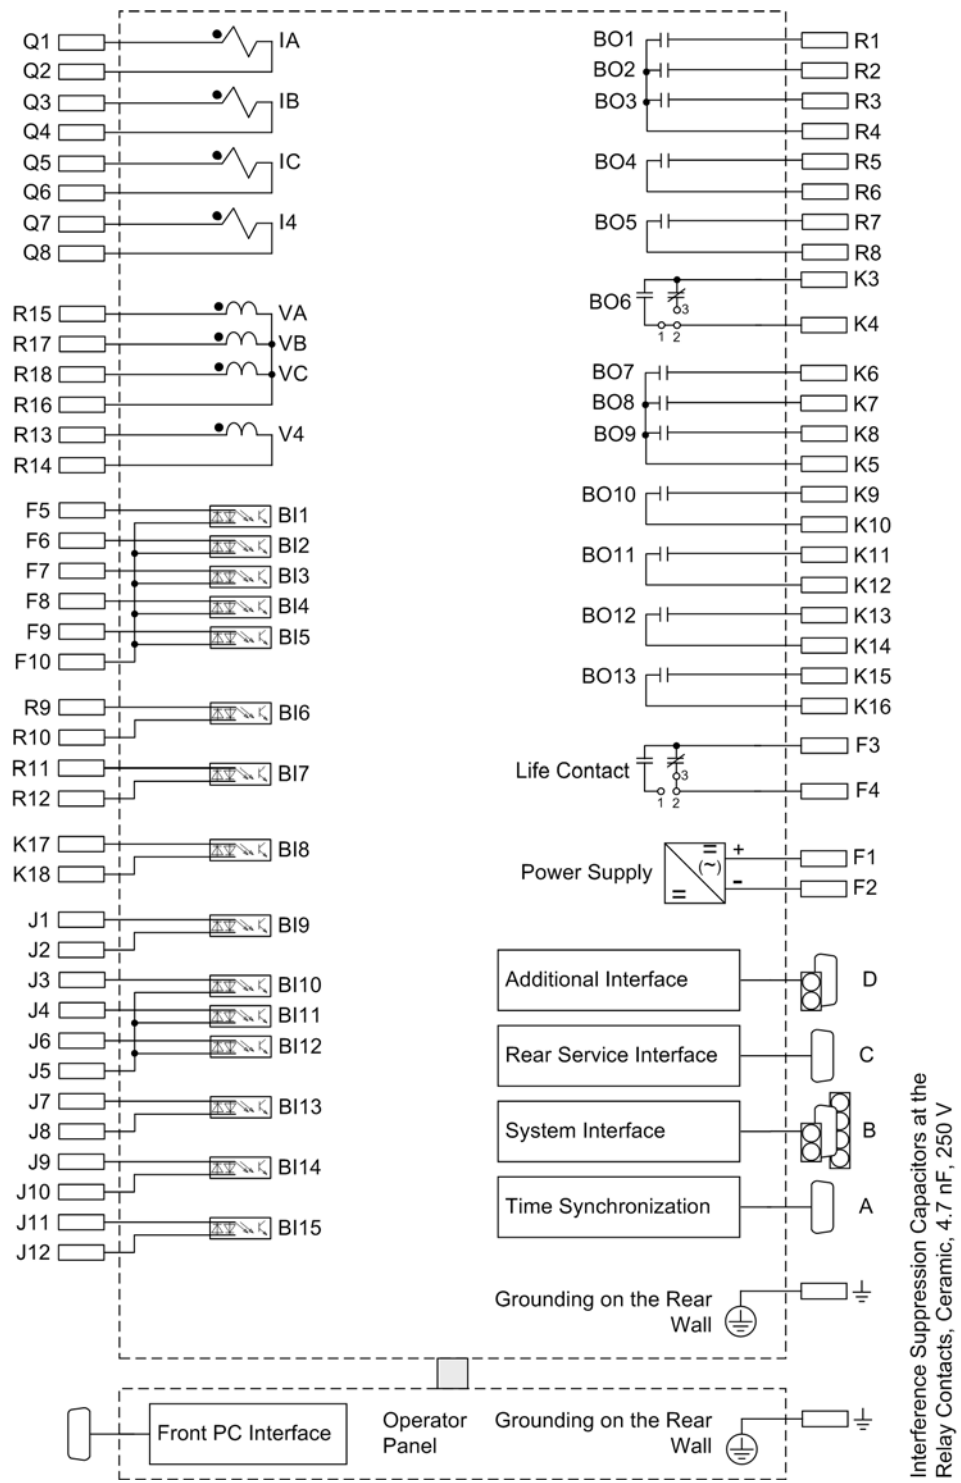 Q1 IA
Q2
Q3 IB
Q4
Q5 IC
Q6
Q7 I4
Q8
R15 VA
R17 VB
R18 VC
R16
R13 V4
R14
F5 BI1
F6 BI2
F7 BI3
F8 BI4
F9 BI5
F10
R9 BI6
R10
R11 BI7
R12
K17 BI8
K18
J1 BI9
J2
J3 BI10
J4 BI11
J6 BI12
J5
J7 BI13
J8
J9 BI14
J10
J11 BI15
J12
BO1 R1
BO2 R2
BO3 R3
R4
BO4 R5
R6
BO5 R7
R8
K3
BO6
3
K4
1 2
BO7 K6
BO8 K7
BO9 K8
K5
BO10 K9
K10
BO11 K11
K12
BO12 K13
K14
BO13 K15
K16
F3
Life Contact
3
F4
1 2
Power Supply = (~) = + - F1
F2
Additional Interface D
Rear Service Interface C
System Interface B
Time Synchronization A
Grounding on the Rear
Wall
Front PC Interface
Operator
Panel
Grounding on the Rear
Wall
Interference Suppression Capacitors at the
Relay Contacts, Ceramic, 4.7 nF, 250 V